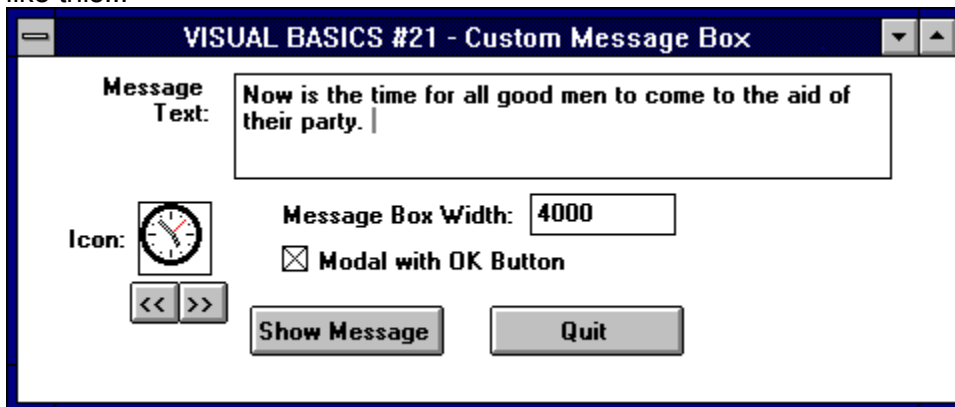 like this...
VISUAL BASICS #21 - Custom Message Box
Message
Text:
Now is the time for all good men to come to the aid of
their party.
Icon:
Message Box Width: 4000
Modal with OK Button
<< >>
Show Message Quit